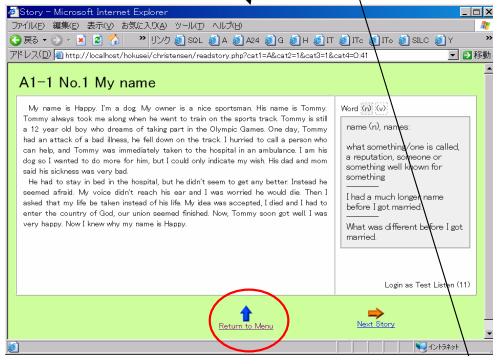 Story - Microsoft Internet Explorer
ファイル(F) 編集(E) 表示(V) お気に入り(A) ツール(T) ヘルプ(H)
戻る » リンク SQL A A24 G H IT ITc ITo SILC Y »
アドレス(D) http://localhost/hokusei/christensen/readstory.php?cat1=A&cat2=1&cat3=1&cat4=0:41 移動
A1-1 No.1 My name
My name is Happy. I'm a dog. My owner is a nice sportsman. His name is Tommy.
Tommy always took me along when he went to train on the sports track. Tommy is still
a 12 year old boy who dreams of taking part in the Olympic Games. One day, Tommy
had an attack of a bad illness, he fell down on the track. I hurried to call a person who
can help, and Tommy was immediately taken to the hospital in an ambulance. I am his
dog so I wanted to do more for him, but I could only indicate my wish. His dad and mom
said his sickness was very bad.
He had to stay in bed in the hospital, but he didn't seem to get any better. Instead he
seemed afraid. My voice didn't reach his ear and I was worried he would die. Then I
asked that my life be taken instead of his life. My idea was accepted, I died and I had to
enter the country of God, our union seemed finished. Now, Tommy soon got well. I was
very happy. Now I knew why my name is Happy.
Word (n) (v)
name (n), names:
what something/one is called,
a reputation, someone or
something well known for
something
I had a much longer name
before I got married.
What was different before I got
married.
Login as Test Listen (11)
Return to Menu
Next Story
イントラネット